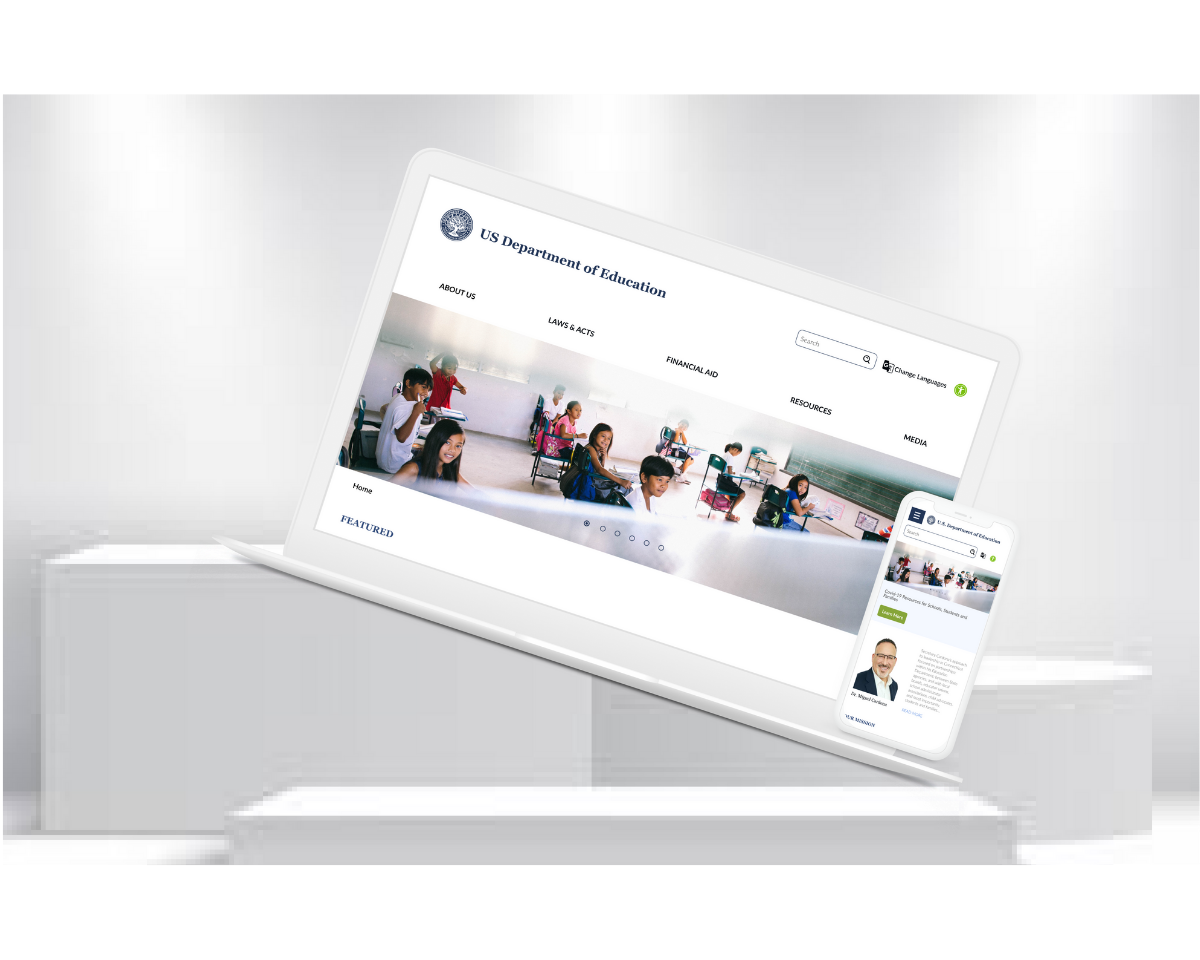 US Department of Education
Search
Change Languages
ABOUT US
LAWS & ACTS
FINANCIAL AID
RESOURCES
MEDIA
Home
FEATURED
U.S. Department of Education
Search
Covid-19 Resources for Schools, Students and
Families
Learn More
Dr. Miguel Cardona
READ MORE
OUR MISSION